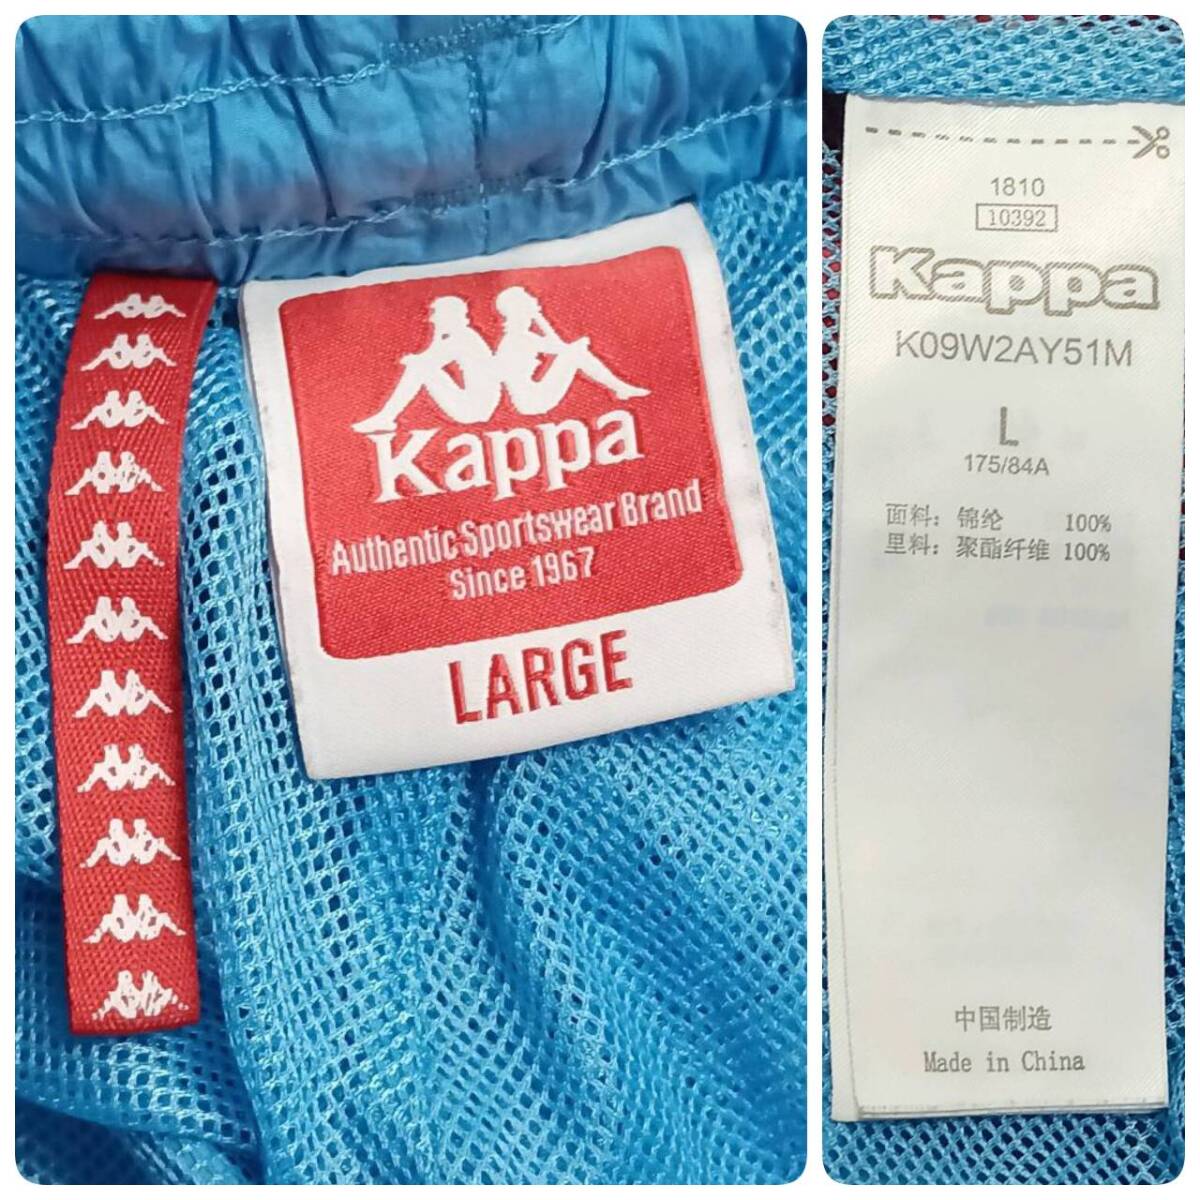 Kappa
Authentic Sportswear Brand
Since 1967
LARGE
1810
10392
Kappa
K09W2AY51M
L
175/84A
面料: 锦纶 100%
里料: 聚酯纤维 100%
中国制造
Made in China